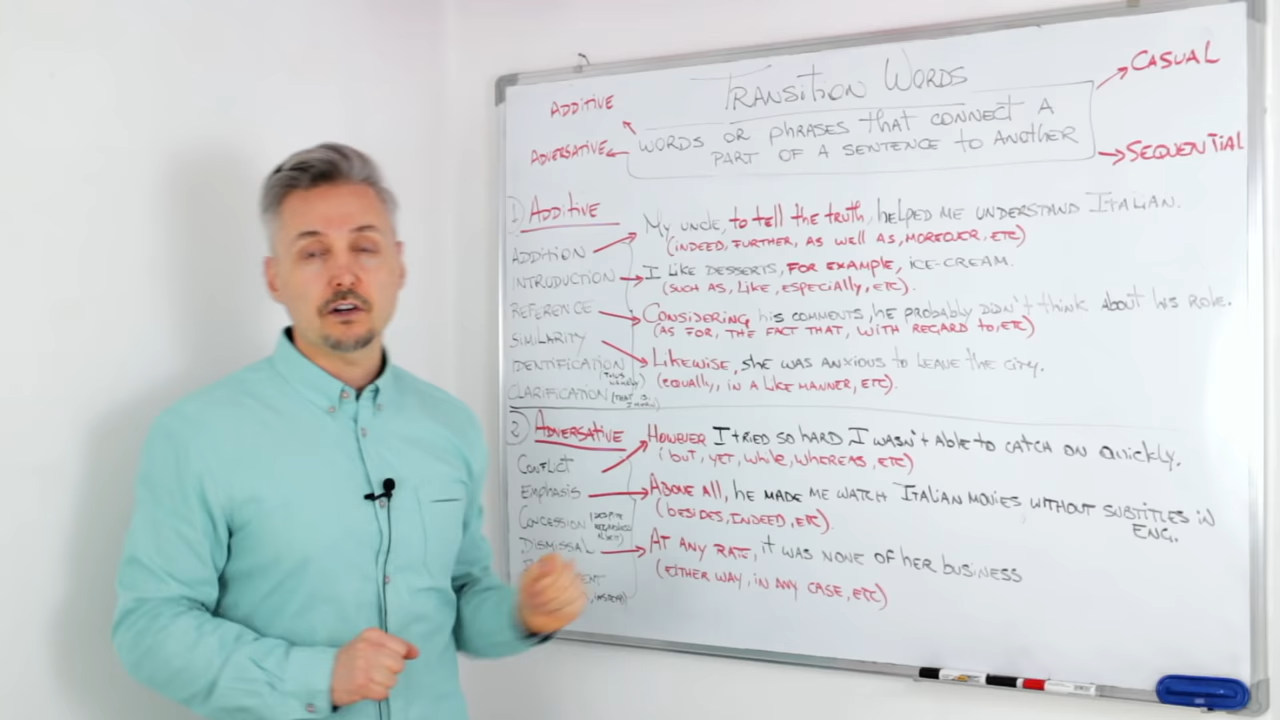 TRANSITION WORDS
WORDS OR PHRASES THAT CONNECT A
PART OF A SENTENCE TO ANOTHER
ADDITIVE
ADVERSATIVE
CASUAL
SEQUENTIAL
1) ADDITIVE
ADDITION
MY UNCLE, TO TELL THE TRUTH, HELPED ME UNDERSTAND ITALIAN.
(INDEED, FURTHER, AS WELL AS, MOREOVER, ETC)
INTRODUCTION
I LIKE DESSERTS, FOR EXAMPLE, ICE-CREAM.
(SUCH AS, LIKE, ESPECIALLY, ETC).
REFERENCE
CONSIDERING HIS COMMENTS, HE PROBABLY DIDN'T THINK ABOUT HIS ROLE.
(AS FOR, THE FACT THAT, WITH REGARD TO, ETC)
SIMILARITY
LIKEWISE, SHE WAS ANXIOUS TO LEAVE THE CITY.
(EQUALLY, IN A LIKE MANNER, ETC).
IDENTIFICATION (THUS
NAMELY)
CLARIFICATION (THAT IS
I MEAN)
2) ADVERSATIVE
CONFLICT
HOWEVER I TRIED SO HARD I WASN'T ABLE TO CATCH ON QUICKLY.
(BUT, YET, WHILE, WHEREAS, ETC)
EMPHASIS
ABOVE ALL, HE MADE ME WATCH ITALIAN MOVIES WITHOUT SUBTITLES IN
ENG.
(BESIDES, INDEED, ETC).
CONCESSION (DESPITE
REGARDLESS
DISMISSAL
AT ANY RATE, IT WAS NONE OF HER BUSINESS
(EITHER WAY, IN ANY CASE, ETC)